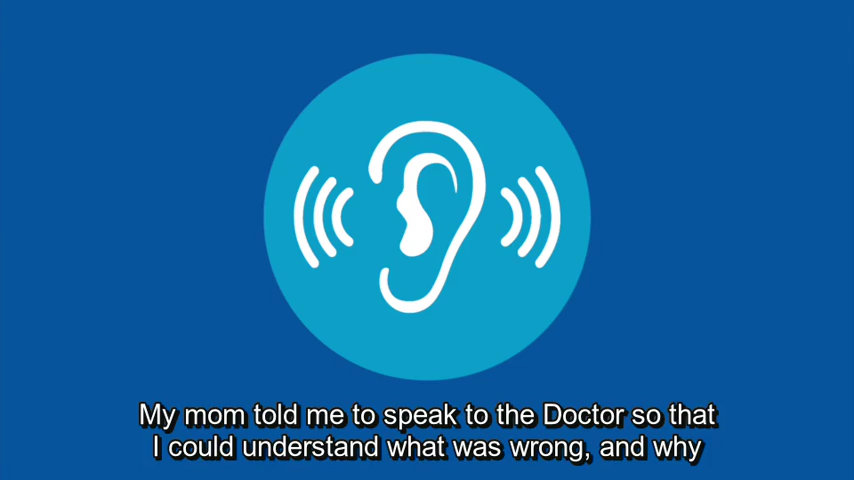 My mom told me to speak to the Doctor so that
I could understand what was wrong, and why